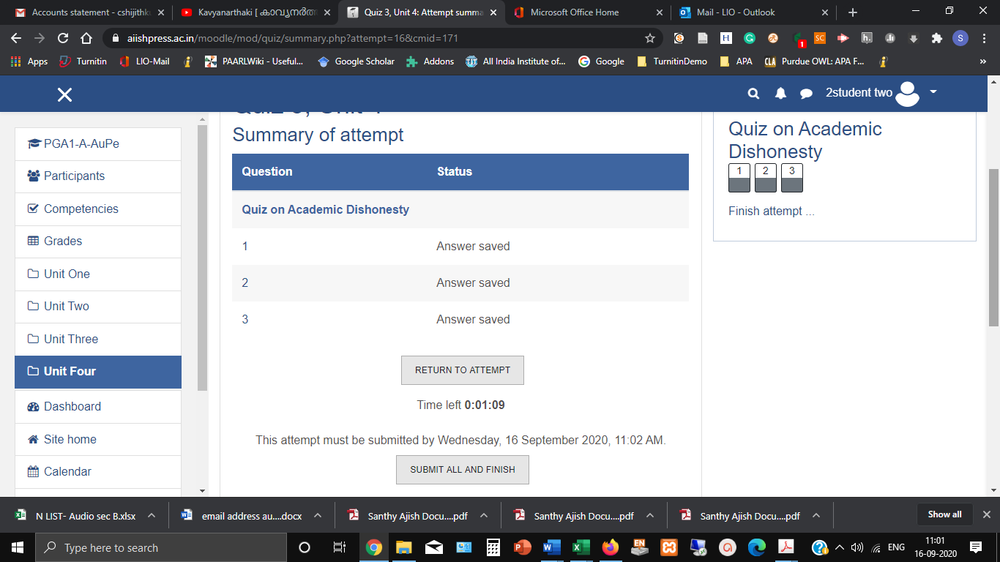 Accounts statement - cshijithku
Kavyanarthaki [ കാവ്യനർത്ത
Quiz 3, Unit 4: Attempt summa
Microsoft Office Home
Mail - LIO - Outlook
aiishpress.ac.in/moodle/mod/quiz/summary.php?attempt=16&cmid=171
Apps
Turnitin
LIO-Mail
PAARLWiki - Useful...
Google Scholar
Addons
All India Institute of...
Google
TurnitinDemo
APA
Purdue OWL: APA F...
2student two
PGA1-A-AuPe
Participants
Competencies
Grades
Unit One
Unit Two
Unit Three
Unit Four
Dashboard
Site home
Calendar
Quiz 3, Unit 4
Summary of attempt
Question Status
Quiz on Academic Dishonesty
1 Answer saved
2 Answer saved
3 Answer saved
RETURN TO ATTEMPT
Time left 0:01:09
This attempt must be submitted by Wednesday, 16 September 2020, 11:02 AM.
SUBMIT ALL AND FINISH
Quiz on Academic
Dishonesty
1 2 3
Finish attempt ...
N LIST- Audio sec B.xlsx
email address au....docx
Santhy Ajish Docu....pdf
Santhy Ajish Docu....pdf
Santhy Ajish Docu....pdf
Show all
Type here to search
ENG
11:01
16-09-2020